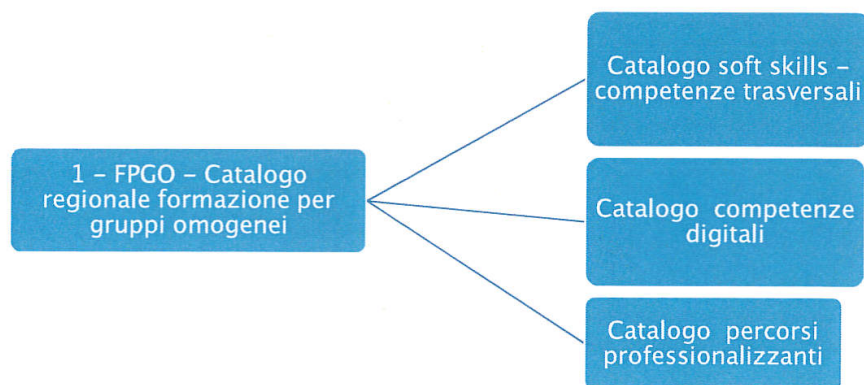 1 – FPGO – Catalogo
regionale formazione per
gruppi omogenei
Catalogo soft skills –
competenze trasversali
Catalogo competenze
digitali
Catalogo percorsi
professionalizzanti